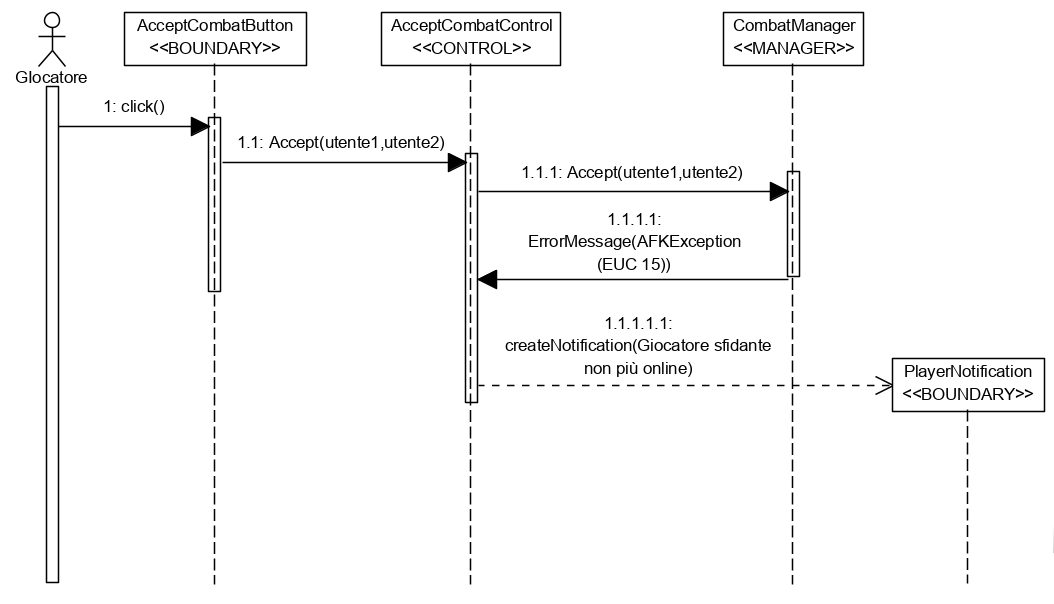 AcceptCombatButton
<<BOUNDARY>>
AcceptCombatControl
<<CONTROL>>
CombatManager
<<MANAGER>>
GIocatore
1: click()
1.1: Accept(utente1,utente2)
1.1.1: Accept(utente1,utente2)
1.1.1.1:
ErrorMessage(AFKException
(EUC 15))
1.1.1.1.1:
createNotification(Giocatore sfidante
non più online)
PlayerNotification
<<BOUNDARY>>